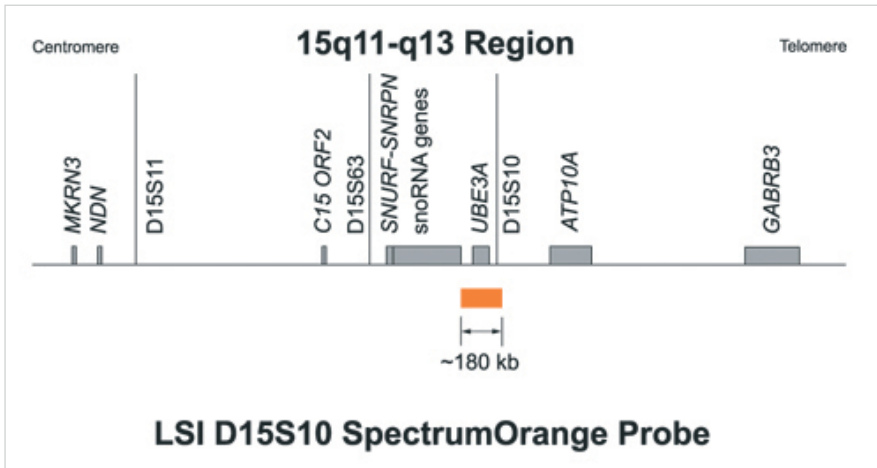 15q11-q13 Region
Centromere
Telomere
MKRN3
NDN
D15S11
C15 ORF2
D15S63
SNURF-SNRPN
snoRNA genes
UBE3A
D15S10
ATP10A
GABRB3
~180 kb
LSI D15S10 SpectrumOrange Probe